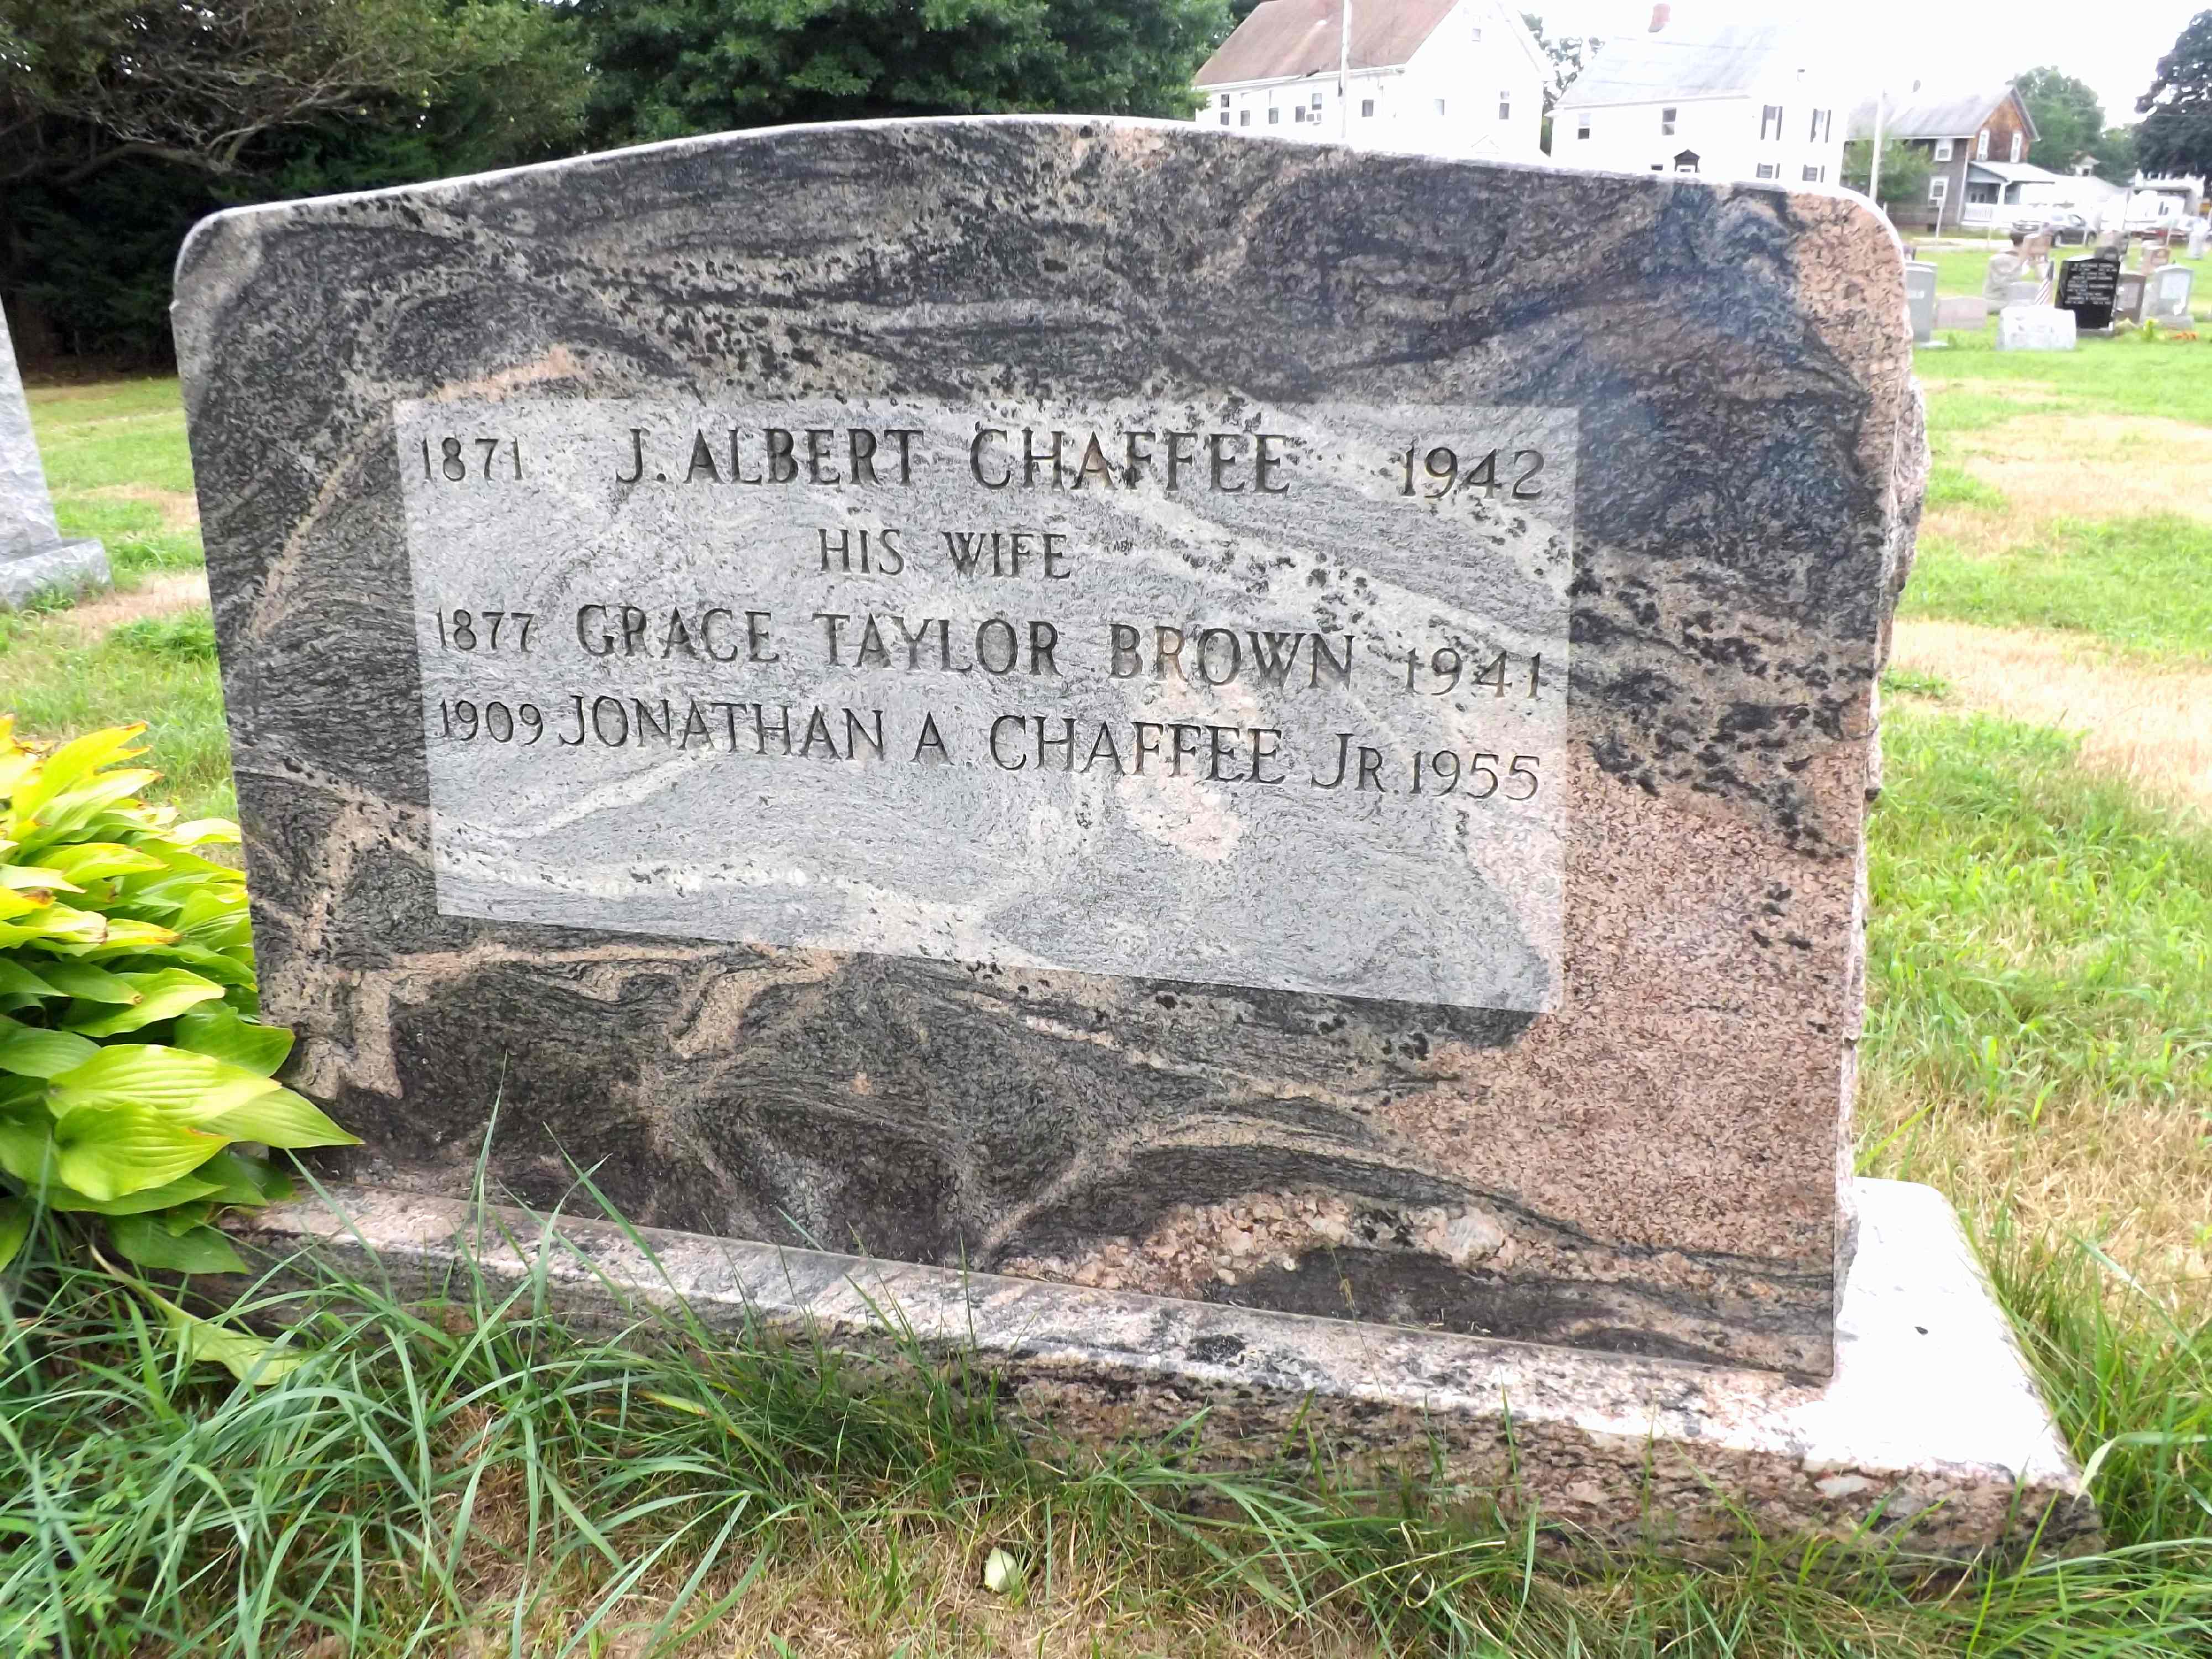 1871 J. ALBERT CHAFFEE 1942
HIS WIFE
1877 GRACE TAYLOR BROWN 1941
1909 JONATHAN A. CHAFFEE JR. 1955